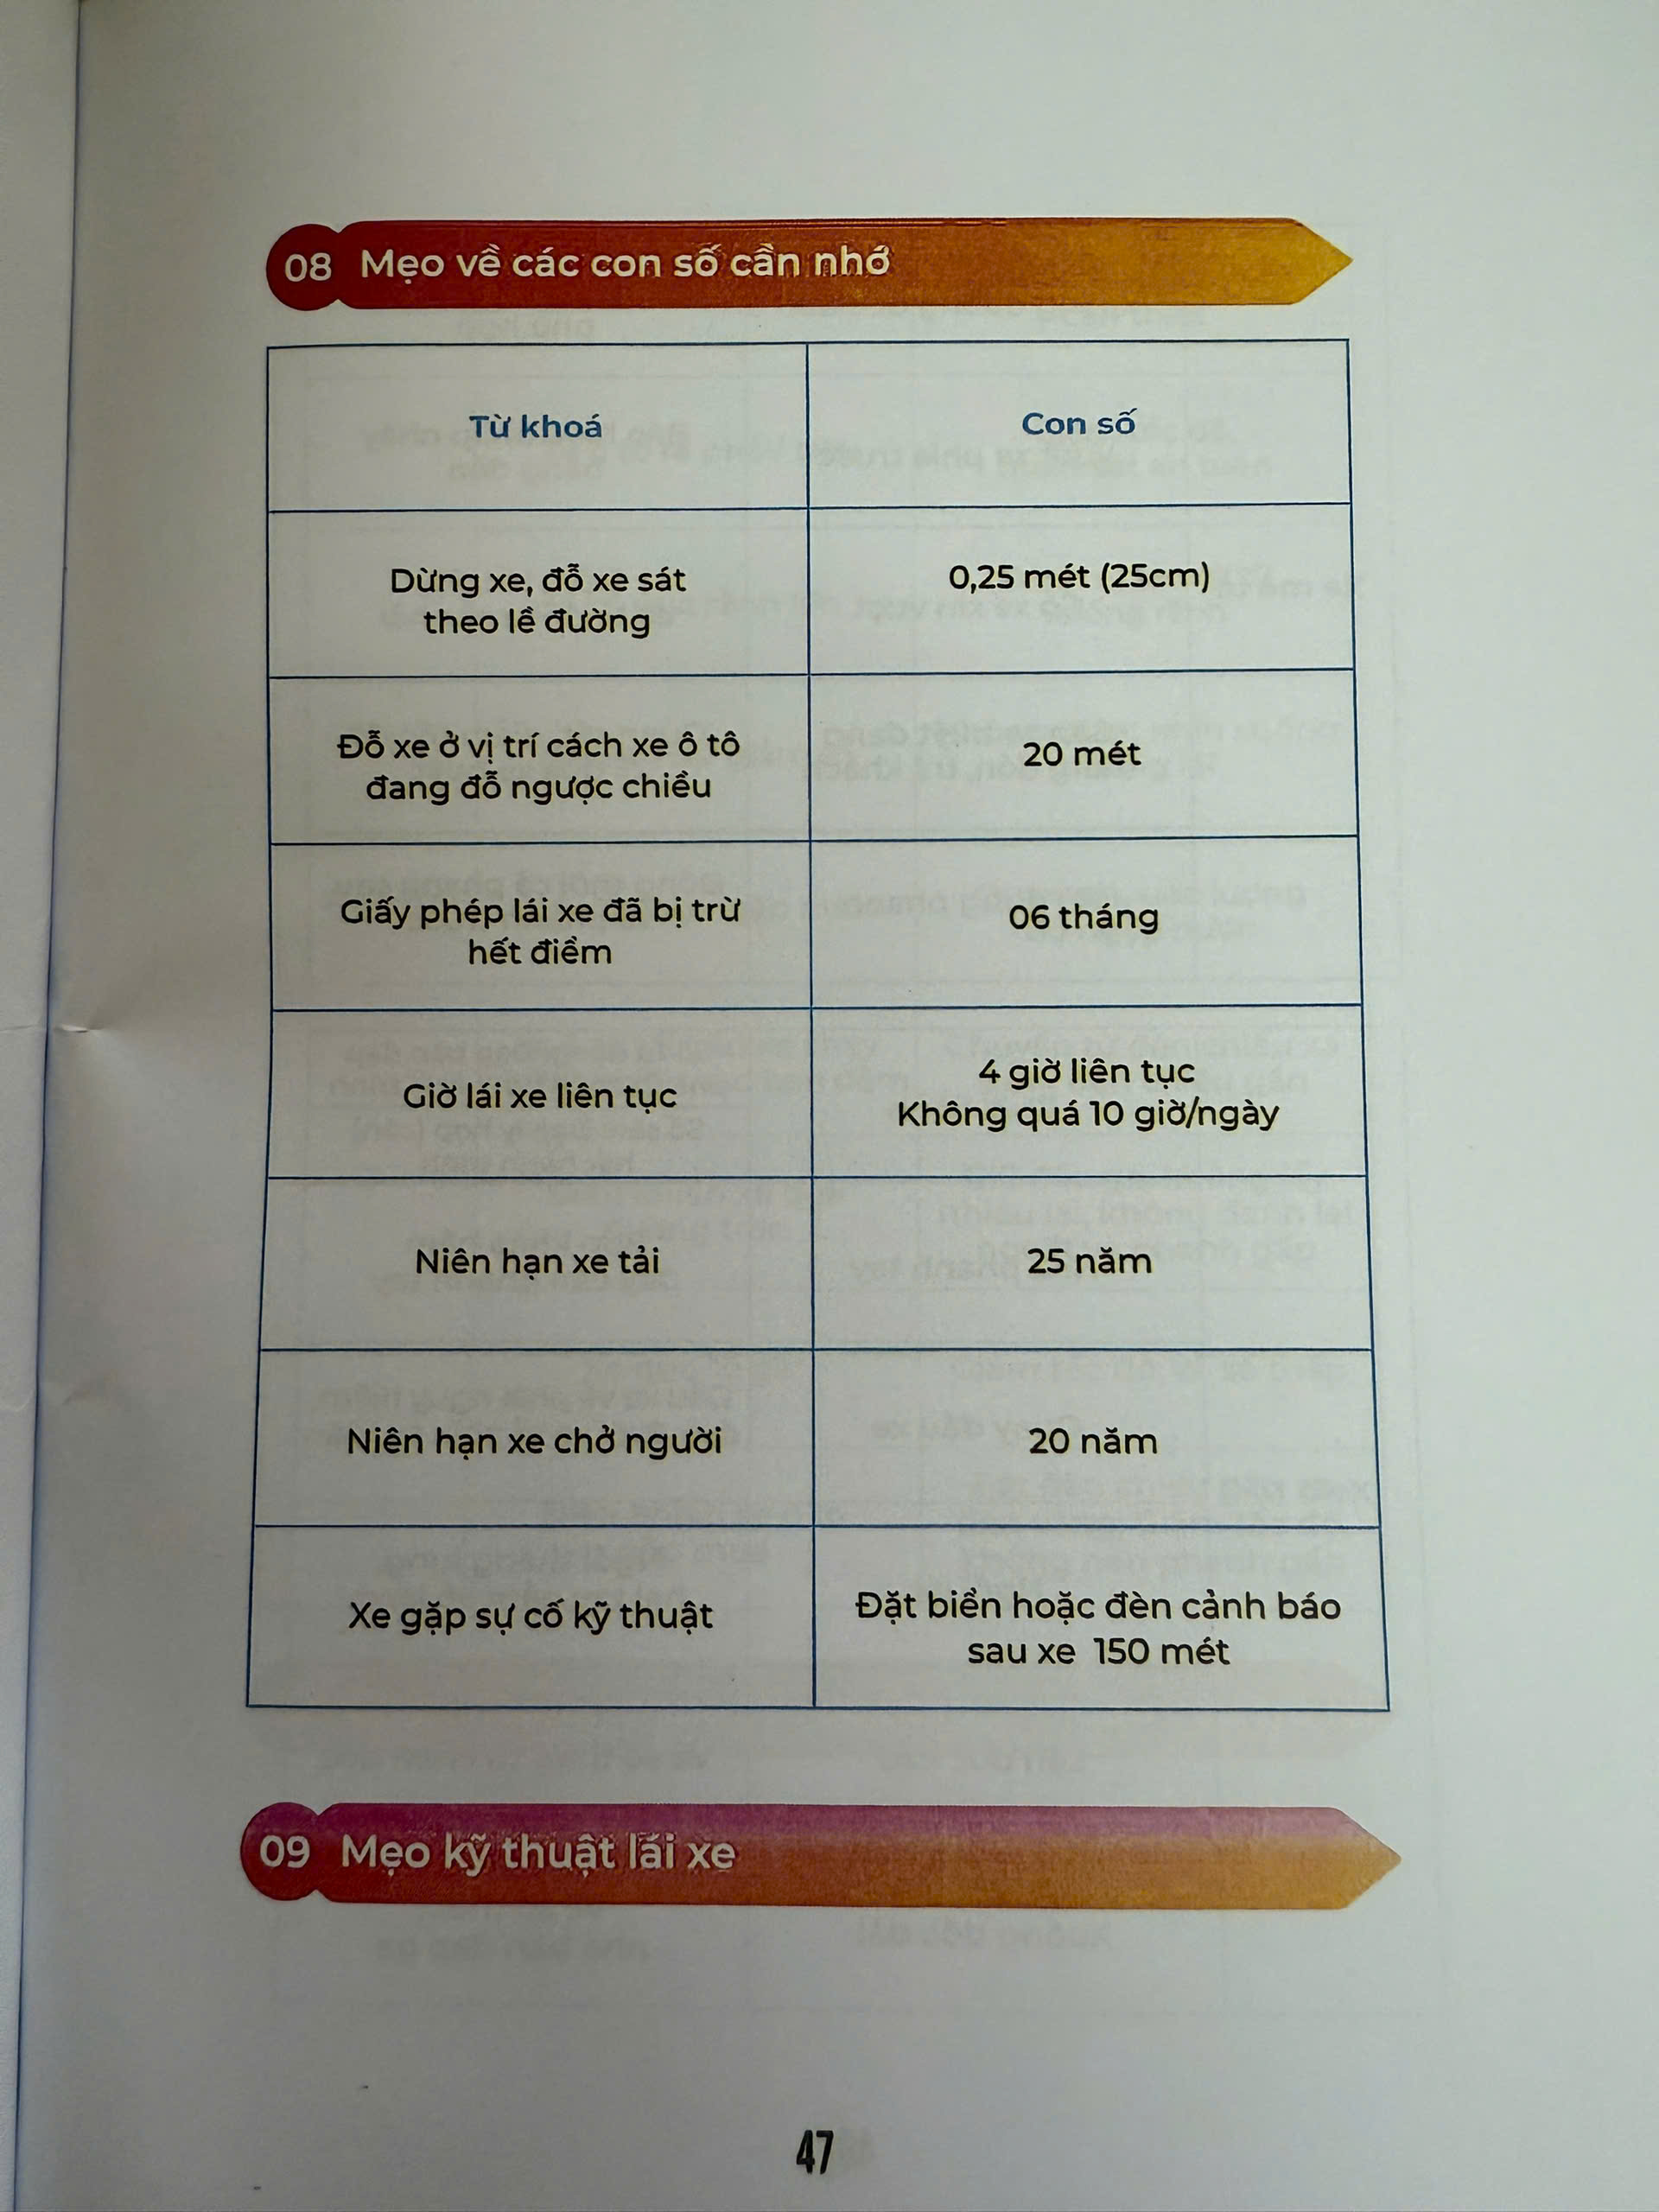 08 Mẹo về các con số cần nhớ
Từ khoá
Con số
Dừng xe, đỗ xe sát
theo lề đường
0,25 mét (25cm)
Đỗ xe ở vị trí cách xe ô tô
đang đỗ ngược chiều
20 mét
Giấy phép lái xe đã bị trừ
hết điểm
06 tháng
Giờ lái xe liên tục
4 giờ liên tục
Không quá 10 giờ/ngày
Niên hạn xe tải
25 năm
Niên hạn xe chở người
20 năm
Xe gặp sự cố kỹ thuật
Đặt biển hoặc đèn cảnh báo
sau xe 150 mét
09 Mẹo kỹ thuật lái xe
47